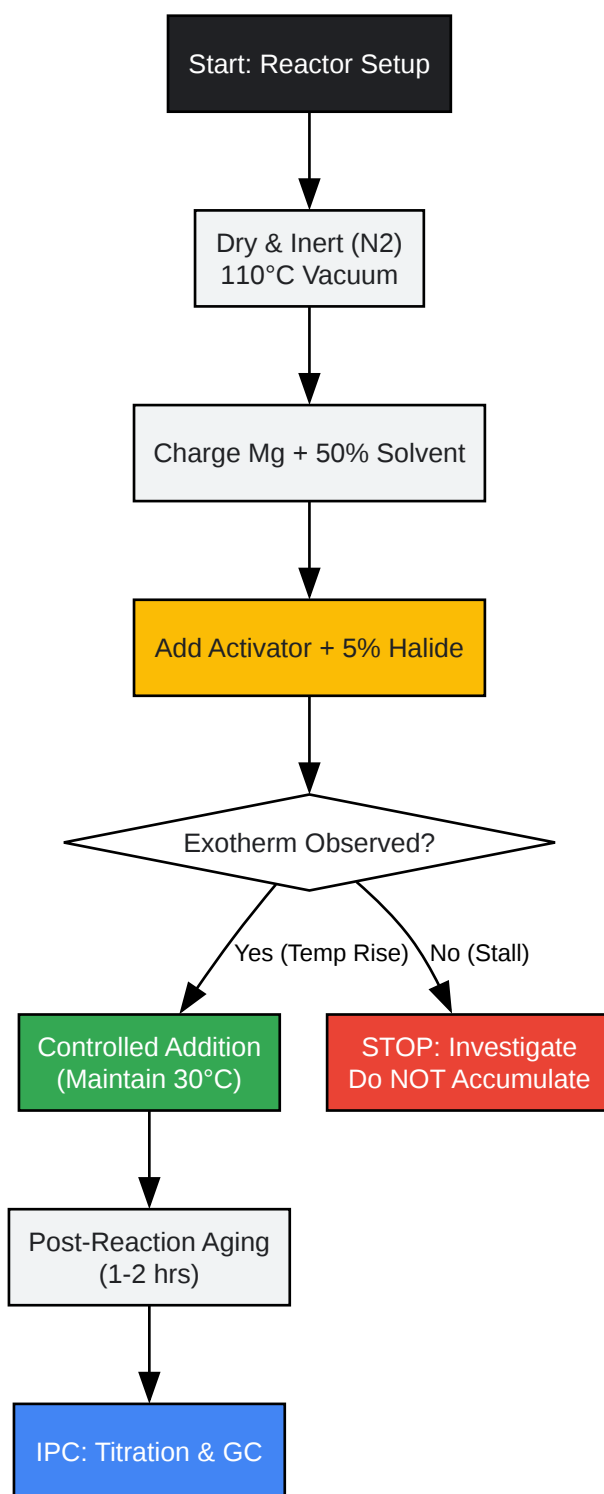 Start: Reactor Setup
Dry & Inert (N2)
110°C Vacuum
Charge Mg + 50% Solvent
Add Activator + 5% Halide
Exotherm Observed?
Yes (Temp Rise)
No (Stall)
Controlled Addition
(Maintain 30°C)
STOP: Investigate
Do NOT Accumulate
Post-Reaction Aging
(1-2 hrs)
IPC: Titration & GC